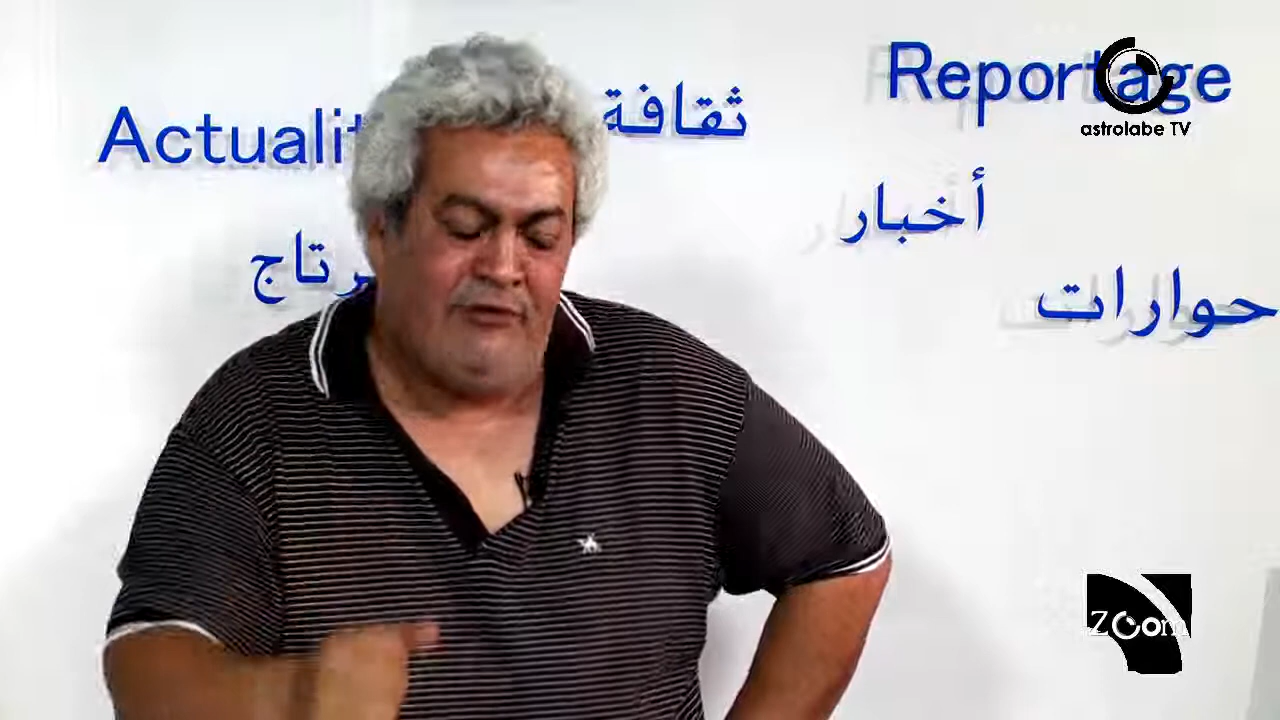 Reportage
astrolabe TV
ثقافة
Actualit
أخبار
رتاج
حوارات
Zoom